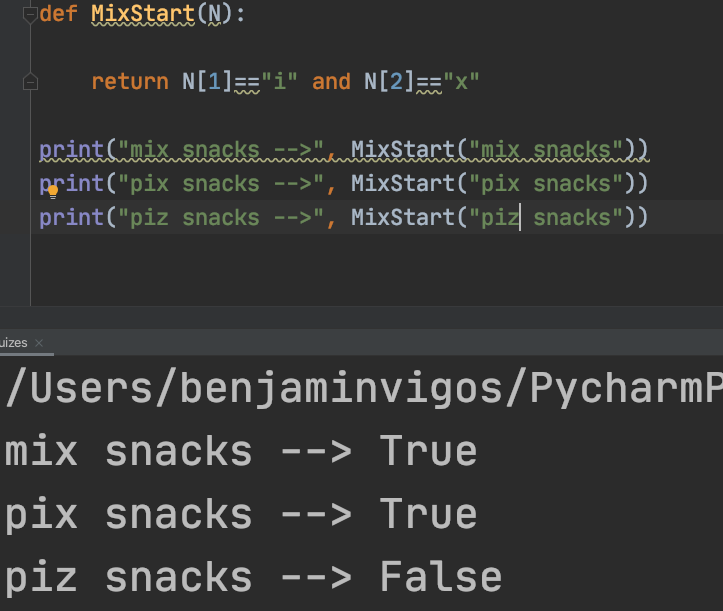 def MixStart(N):
return N[1]=="i" and N[2]=="x"
print("mix snacks -->", MixStart("mix snacks"))
print("pix snacks -->", MixStart("pix snacks"))
print("piz snacks -->", MixStart("piz snacks"))
uizes ×
/Users/benjaminvigos/PycharmP
mix snacks --> True
pix snacks --> True
piz snacks --> False